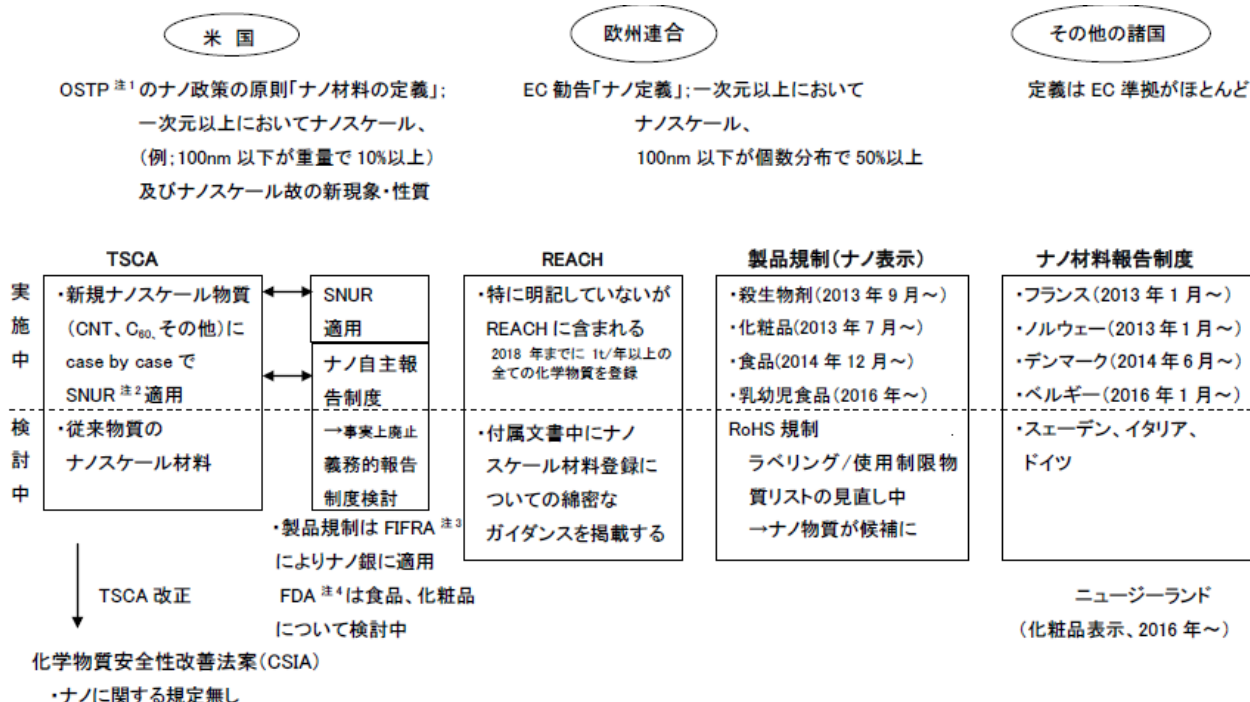 米 国
OSTP 注1 のナノ政策の原則「ナノ材料の定義」;
一次元以上においてナノスケール、
(例;100nm 以下が重量で 10%以上)
及びナノスケール故の新現象・性質
欧州連合
EC 勧告「ナノ定義」;一次元以上において
ナノスケール、
100nm 以下が個数分布で 50%以上
その他の諸国
定義は EC 準拠がほとんど
実施中
検討中
TSCA
・新規ナノスケール物質
(CNT、C60、その他)に
case by case で
SNUR 注2 適用
・従来物質の
ナノスケール材料
SNUR
適用
ナノ自主報
告制度
→事実上廃止
義務的報告
制度検討
・製品規制は FIFRA 注3
によりナノ銀に適用
FDA 注4 は食品、化粧品
について検討中
TSCA 改正
化学物質安全性改善法案(CSIA)
・ナノに関する規定無し
REACH
・特に明記していないが
REACH に含まれる
2018 年までに 1t/年以上の
全ての化学物質を登録
・付属文書中にナノ
スケール材料登録に
ついての綿密な
ガイダンスを掲載する
製品規制(ナノ表示)
・殺生物剤(2013 年 9 月～)
・化粧品(2013 年 7 月～)
・食品(2014 年 12 月～)
・乳幼児食品(2016 年～)
RoHS 規制
ラベリング/使用制限物
質リストの見直し中
→ナノ物質が候補に
ナノ材料報告制度
・フランス(2013 年 1 月～)
・ノルウェー(2013 年 1 月～)
・デンマーク(2014 年 6 月～)
・ベルギー(2016 年 1 月～)
・スェーデン、イタリア、
ドイツ
ニュージーランド
(化粧品表示、2016 年～)